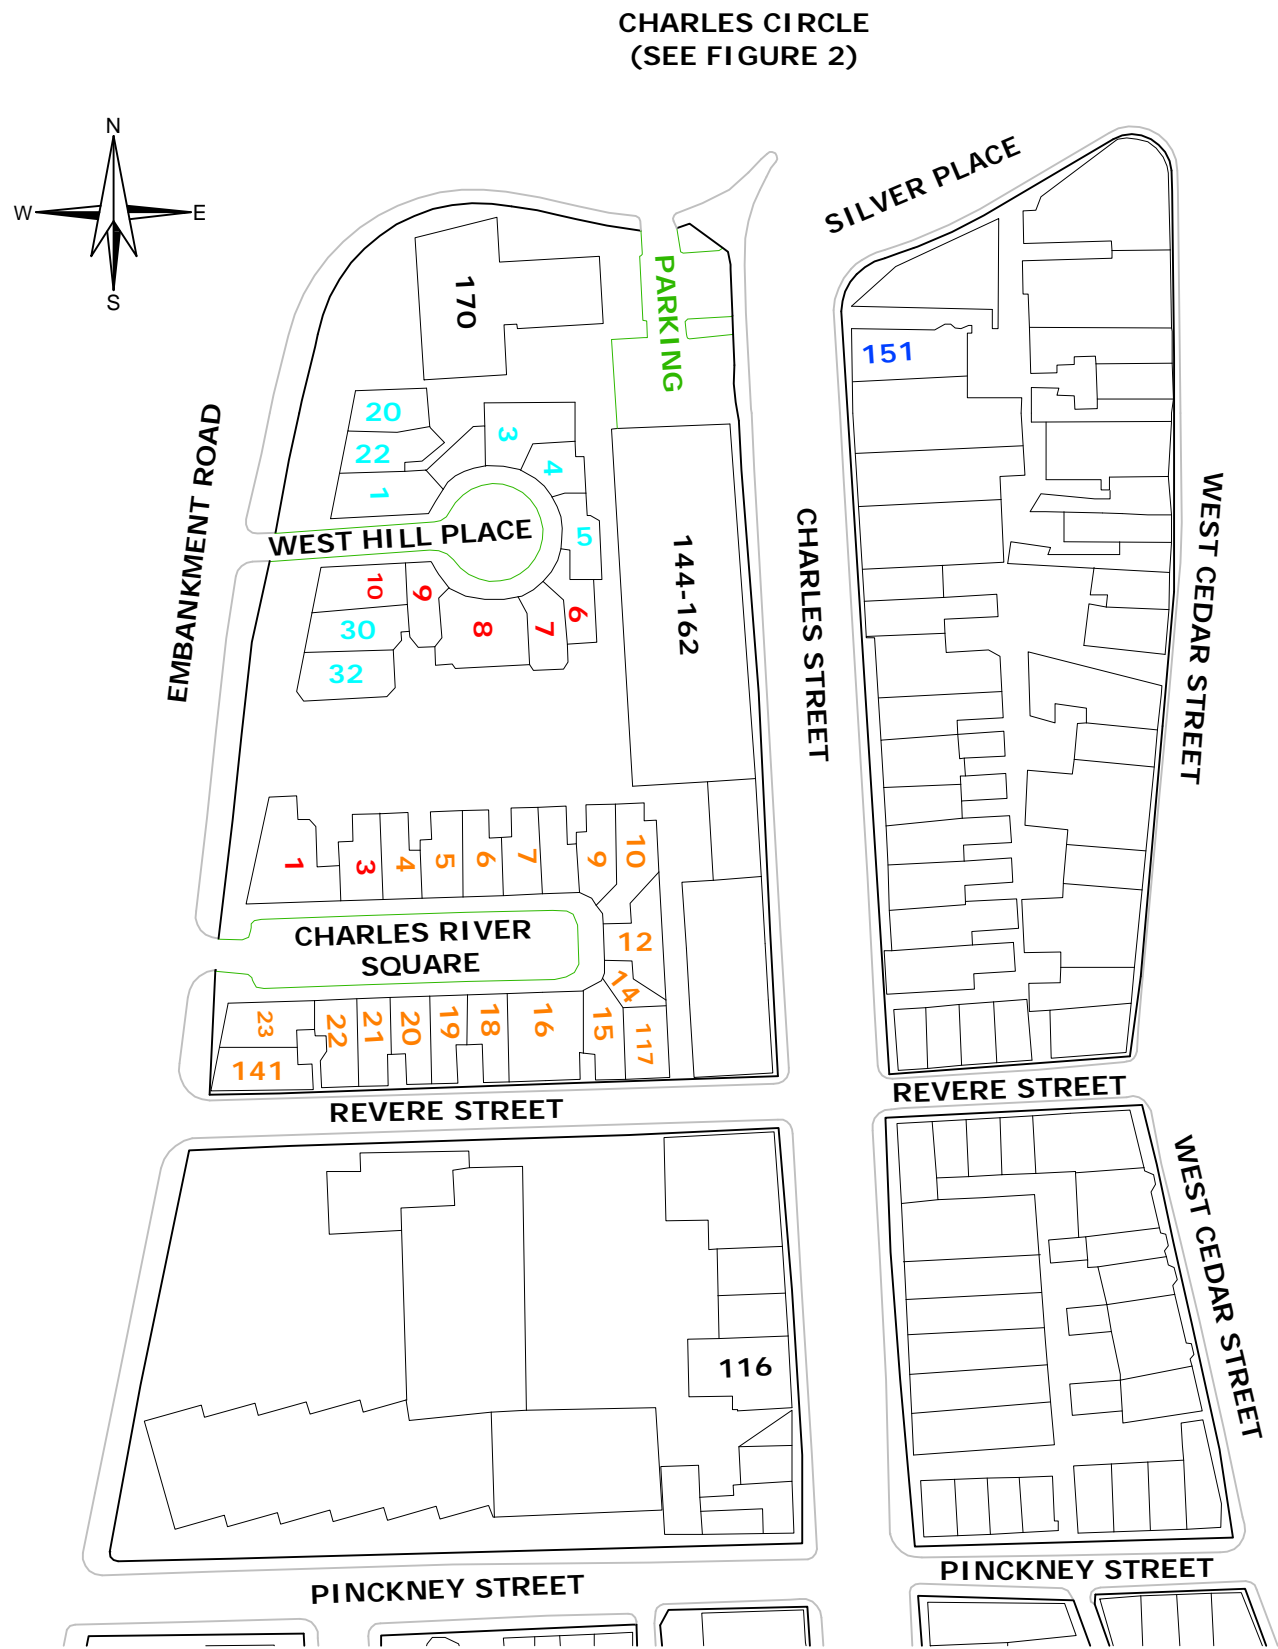 CHARLES CIRCLE
(SEE FIGURE 2)
N
W
E
S
SILVER PLACE
PARKING
170
151
20
3
22
4
1
EMBANKMENT ROAD
WEST HILL PLACE
5
144-162
CHARLES STREET
WEST CEDAR STREET
10
9
8
7
6
30
32
1
3
4
5
6
7
9
10
CHARLES RIVER
SQUARE
12
14
23
22
21
20
19
18
16
15
117
141
REVERE STREET
REVERE STREET
WEST CEDAR STREET
116
PINCKNEY STREET
PINCKNEY STREET